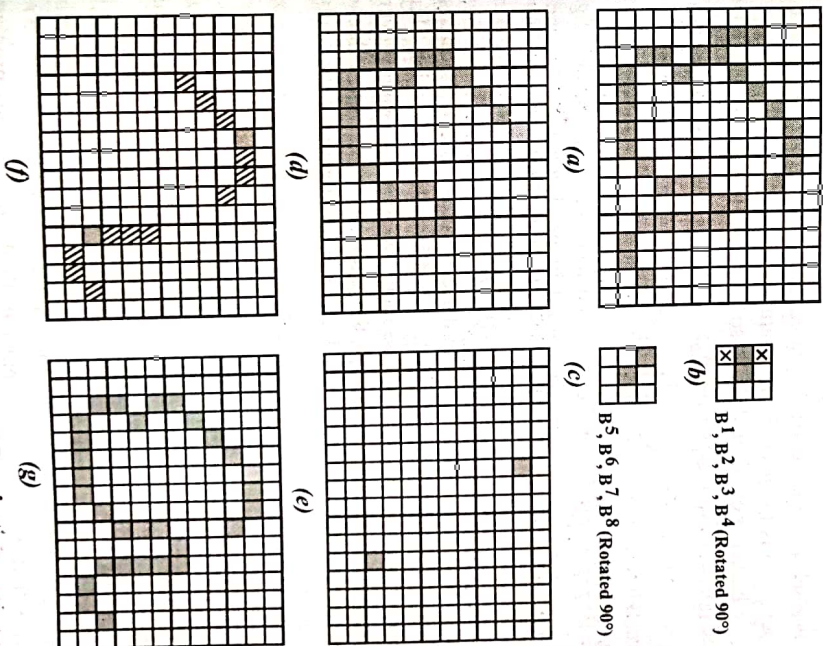 (a)
(b)
B¹, B², B³, B⁴ (Rotated 90°)
X
X
(c)
B⁵, B⁶, B⁷, B⁸ (Rotated 90°)
(d)
(e)
(f)
(g)